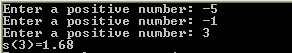 Enter a positive number: -5
Enter a positive number: -1
Enter a positive number: 3
s(3)=1.68